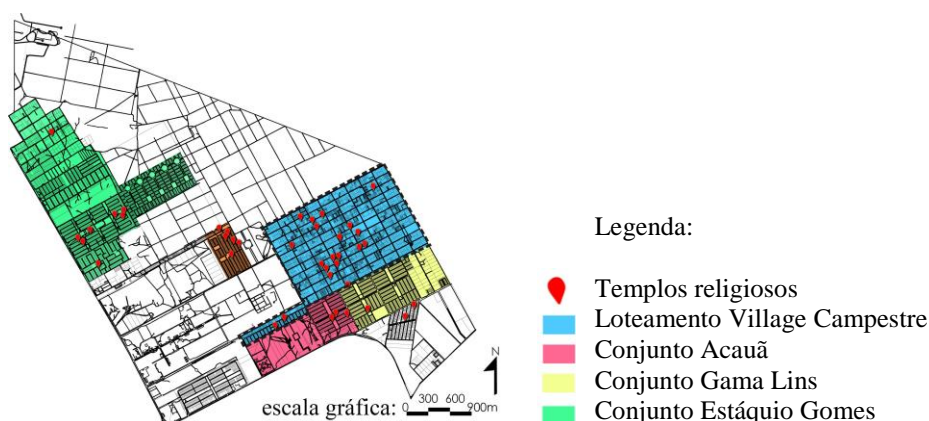 N
escala gráfica: 0 300 600 900m
Legenda:
Templos religiosos
Loteamento Village Campestre
Conjunto Acauã
Conjunto Gama Lins
Conjunto Estáquio Gomes